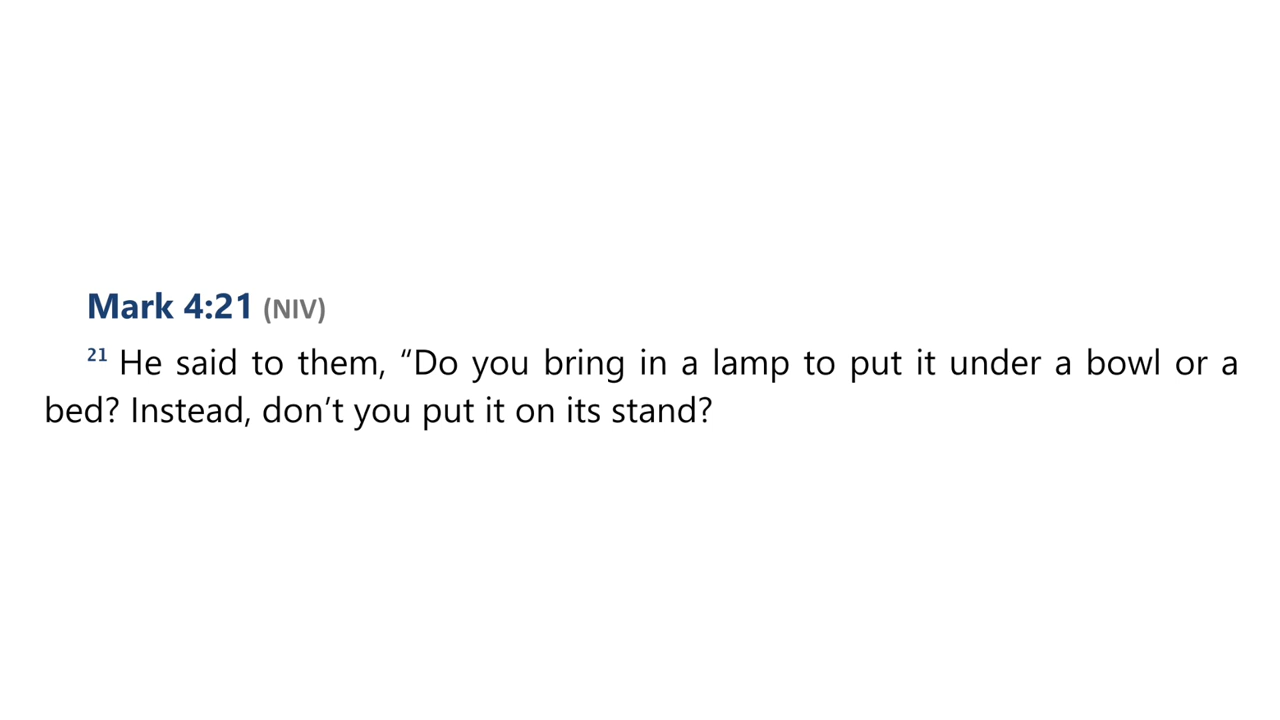 Mark 4:21 (NIV)
21 He said to them, “Do you bring in a lamp to put it under a bowl or a
bed? Instead, don’t you put it on its stand?